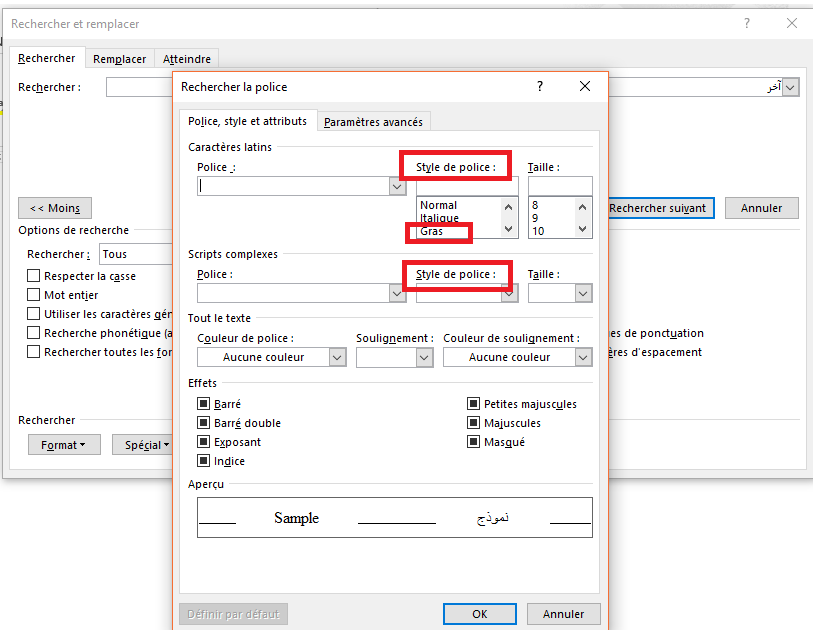 Rechercher et remplacer
Rechercher Remplacer Atteindre
Rechercher : آخر
<< Moins Rechercher suivant Annuler
Options de recherche
Rechercher : Tous
Respecter la casse
Mot entier
Utiliser les caractères gén
Recherche phonétique (a es de ponctuation
Rechercher toutes les for ères d'espacement
Rechercher
Format Spécial
Rechercher la police
Police, style et attributs Paramètres avancés
Caractères latins
Police : Style de police : Taille :
Normal 8
Italique 9
Gras 10
Scripts complexes
Police : Style de police : Taille :
Tout le texte
Couleur de police : Soulignement : Couleur de soulignement :
Aucune couleur Aucune couleur
Effets
Barré Petites majuscules
Barré double Majuscules
Exposant Masqué
Indice
Aperçu
Sample نموذج
Définir par défaut OK Annuler